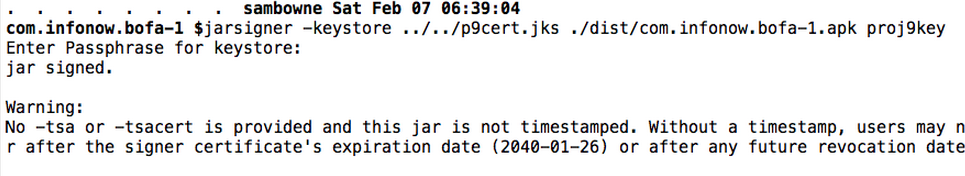 . . . . . . . . sambowne Sat Feb 07 06:39:04
com.infonow.bofa-1 $jarsigner -keystore ../../p9cert.jks ./dist/com.infonow.bofa-1.apk proj9key
Enter Passphrase for keystore:
jar signed.
Warning:
No -tsa or -tsacert is provided and this jar is not timestamped. Without a timestamp, users may n
r after the signer certificate's expiration date (2040-01-26) or after any future revocation date